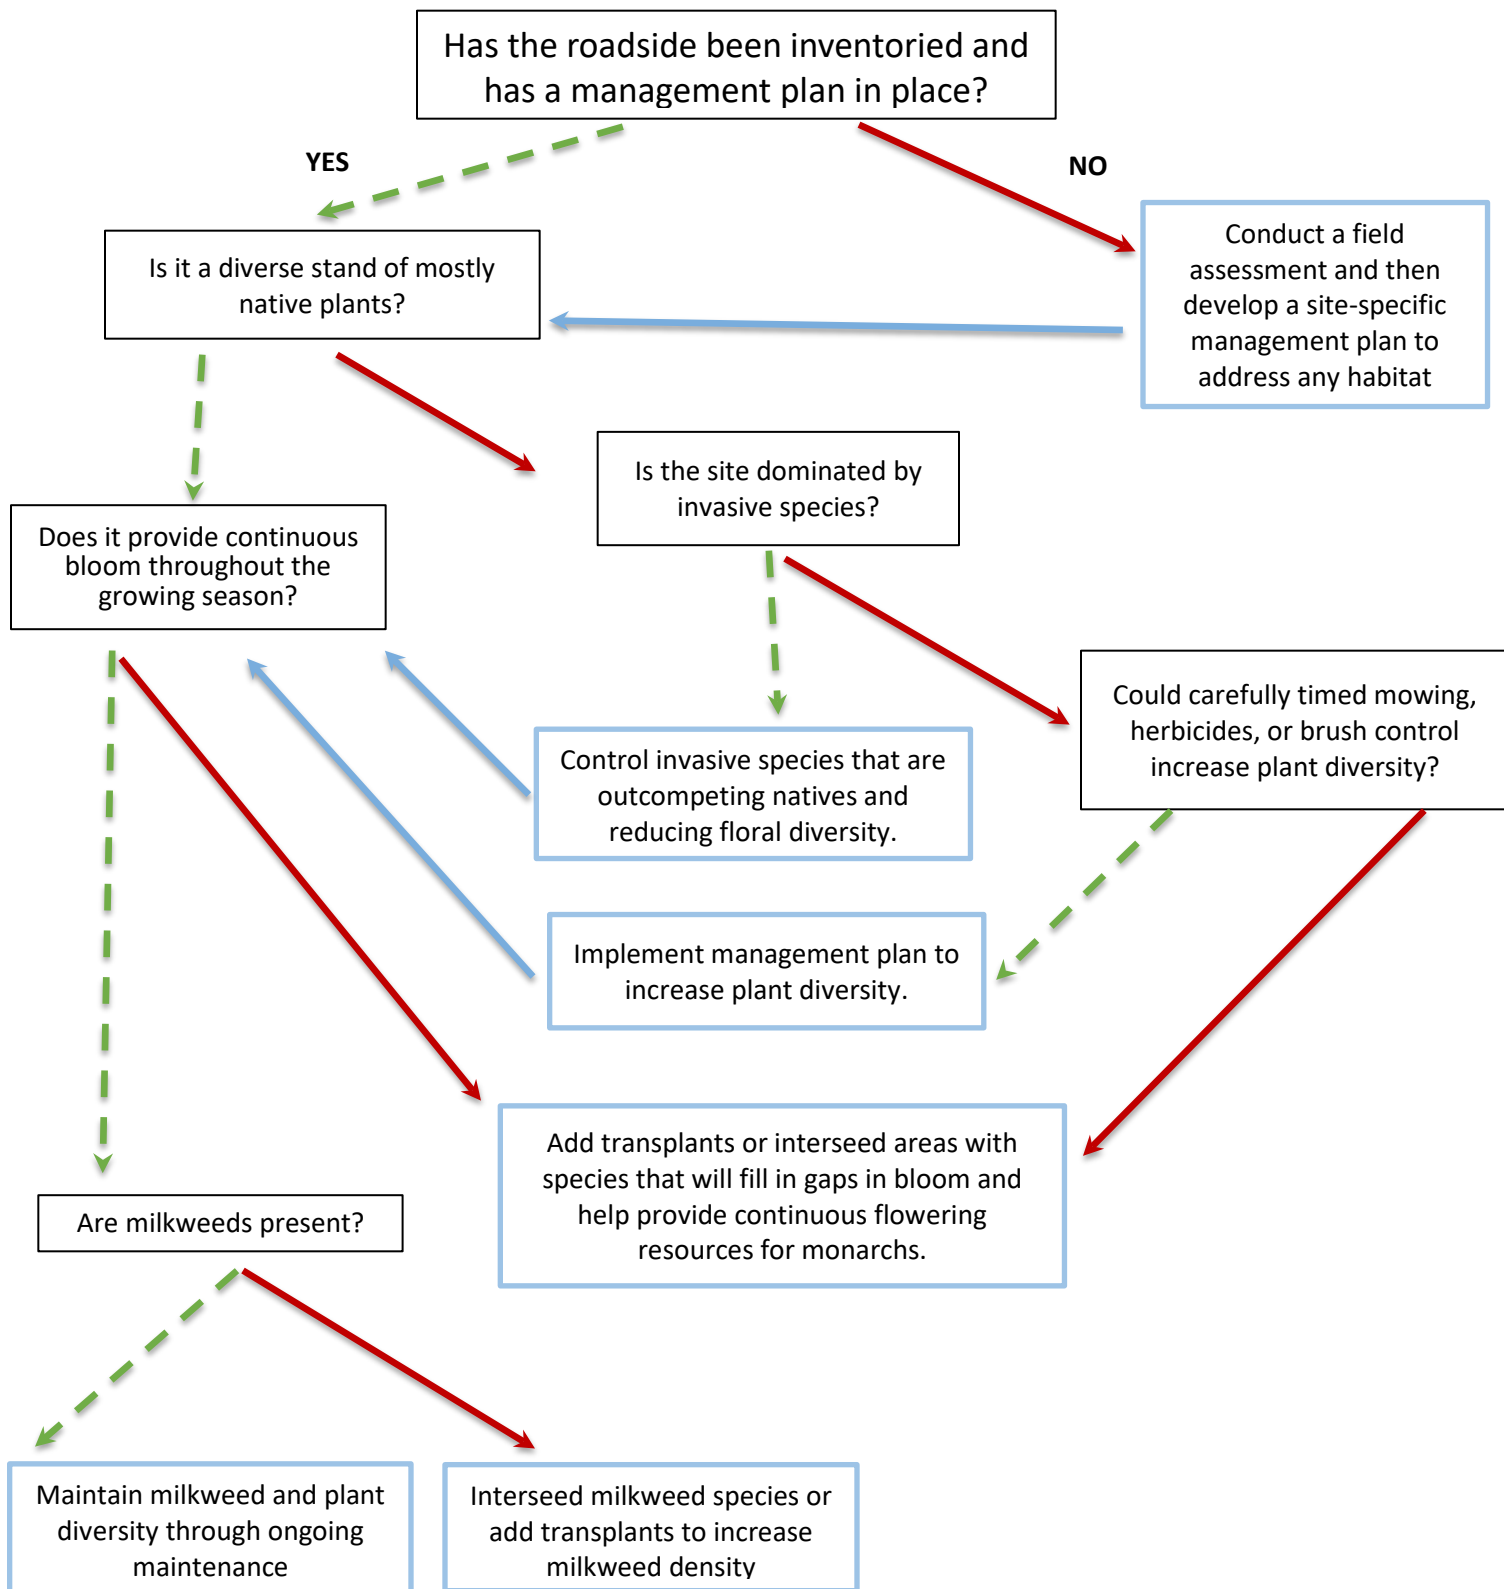 Has the roadside been inventoried and
has a management plan in place?
YES
NO
Conduct a field
assessment and then
develop a site-specific
management plan to
address any habitat
Is it a diverse stand of mostly
native plants?
Is the site dominated by
invasive species?
Does it provide continuous
bloom throughout the
growing season?
Could carefully timed mowing,
herbicides, or brush control
increase plant diversity?
Control invasive species that are
outcompeting natives and
reducing floral diversity.
Implement management plan to
increase plant diversity.
Add transplants or interseed areas with
species that will fill in gaps in bloom and
help provide continuous flowering
resources for monarchs.
Are milkweeds present?
Maintain milkweed and plant
diversity through ongoing
maintenance
Interseed milkweed species or
add transplants to increase
milkweed density